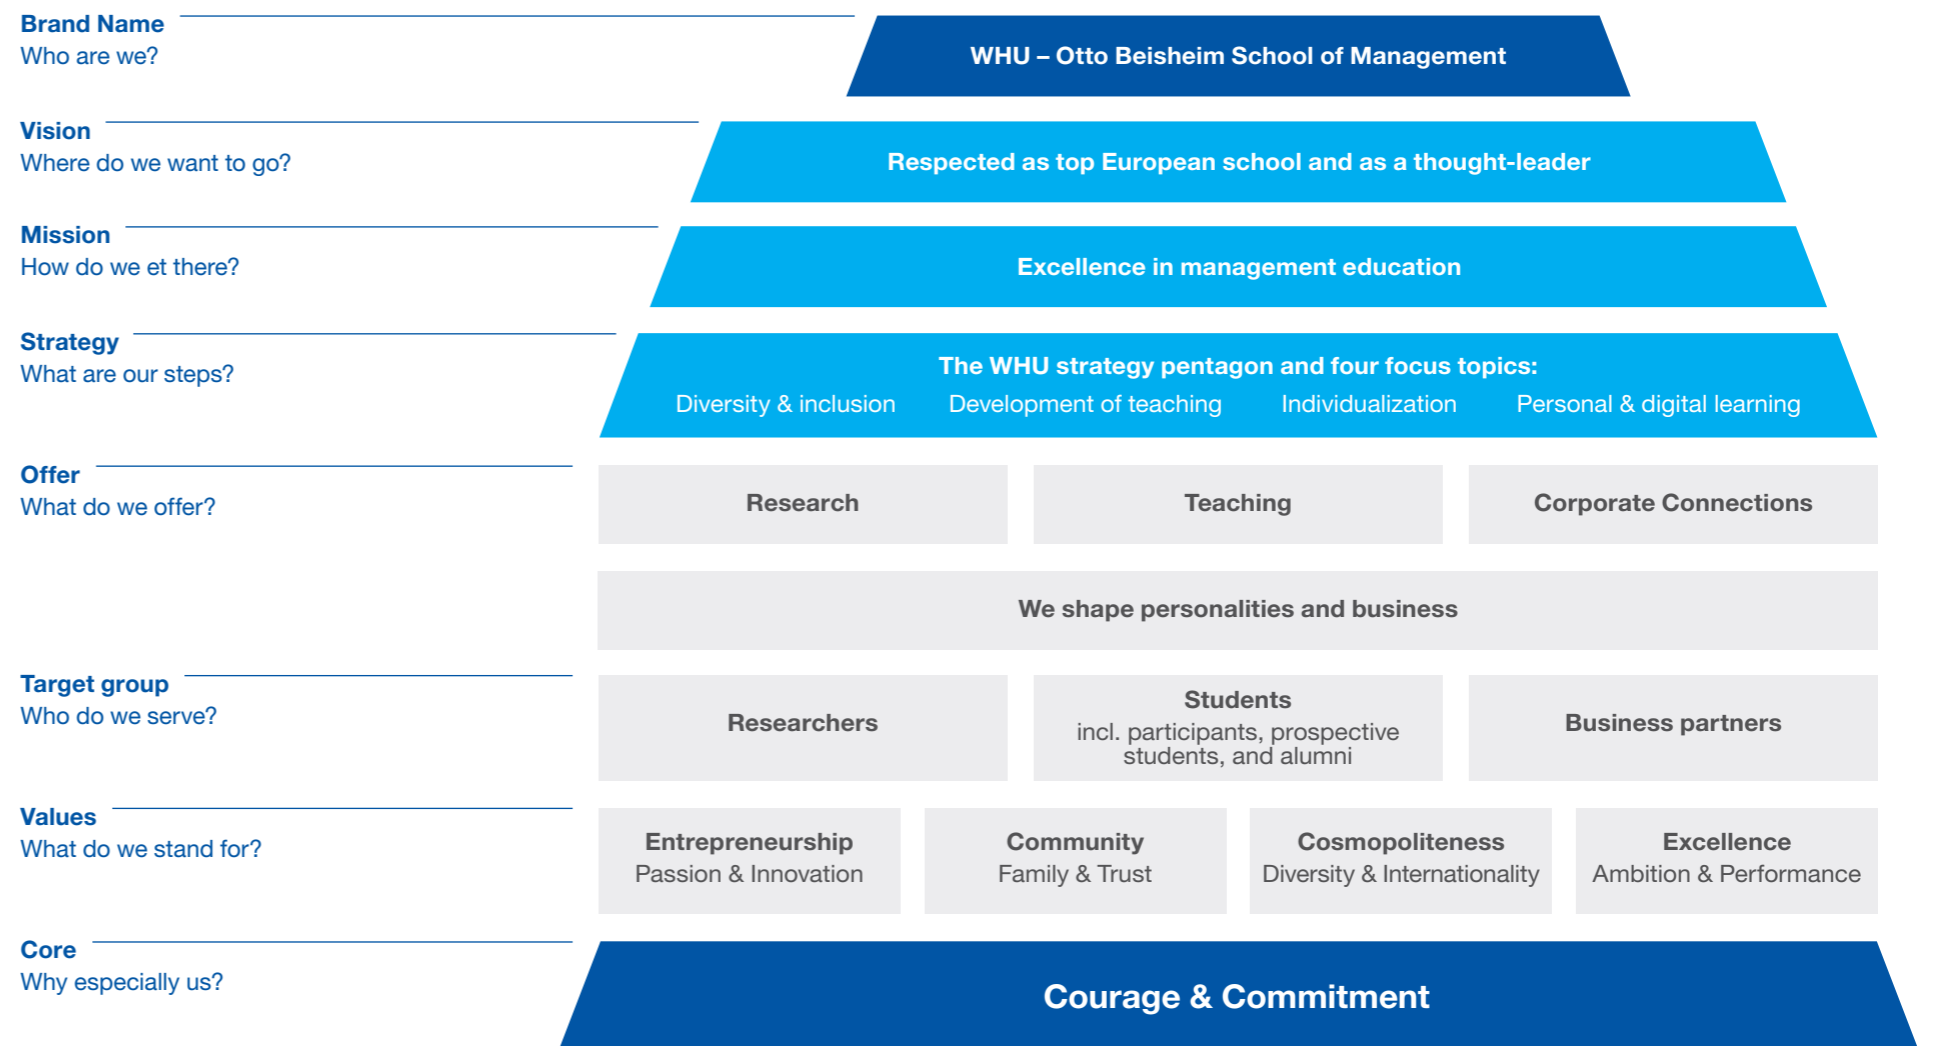 Brand Name
Who are we?
WHU – Otto Beisheim School of Management
Vision
Where do we want to go?
Respected as top European school and as a thought-leader
Mission
How do we et there?
Excellence in management education
Strategy
What are our steps?
The WHU strategy pentagon and four focus topics:
Diversity & inclusion Development of teaching Individualization Personal & digital learning
Offer
What do we offer?
Research Teaching Corporate Connections
We shape personalities and business
Target group
Who do we serve?
Researchers
Students
incl. participants, prospective
students, and alumni
Business partners
Values
What do we stand for?
Entrepreneurship
Passion & Innovation
Community
Family & Trust
Cosmopoliteness
Diversity & Internationality
Excellence
Ambition & Performance
Core
Why especially us?
Courage & Commitment